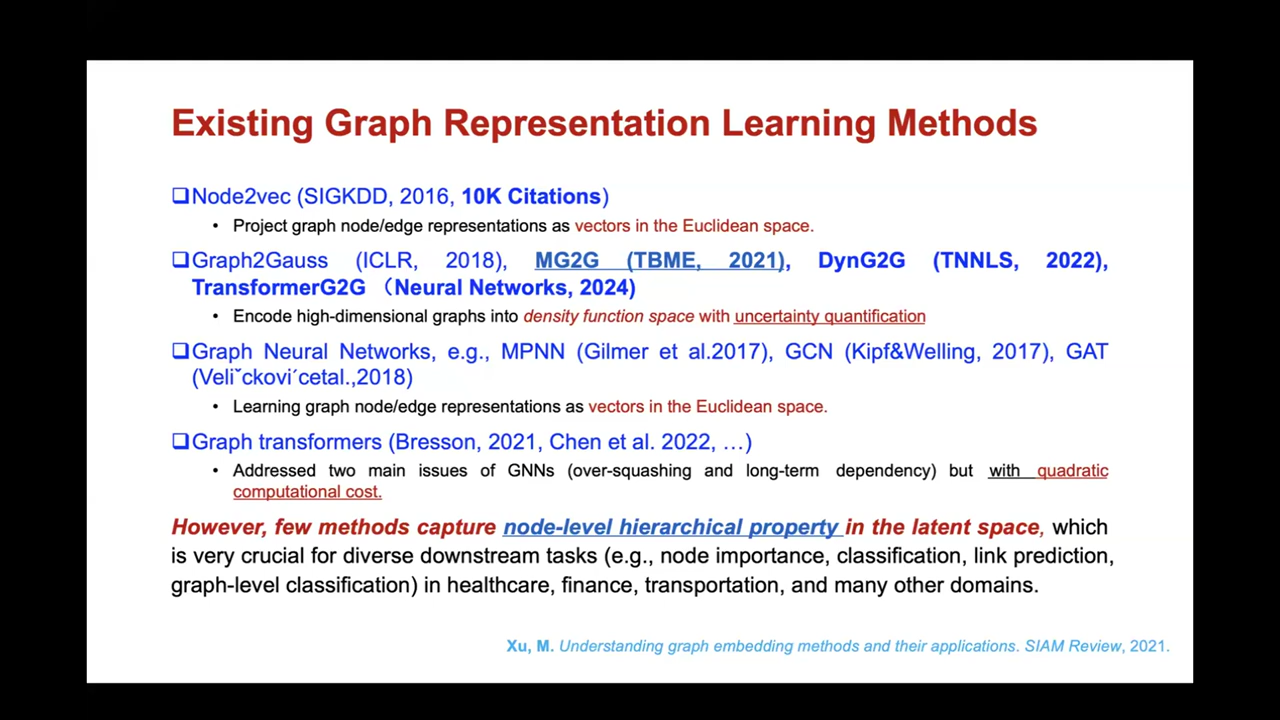 Existing Graph Representation Learning Methods
❑Node2vec (SIGKDD, 2016, 10K Citations)
• Project graph node/edge representations as vectors in the Euclidean space.
❑Graph2Gauss (ICLR, 2018), MG2G (TBME, 2021), DynG2G (TNNLS, 2022),
TransformerG2G （Neural Networks, 2024)
• Encode high-dimensional graphs into density function space with uncertainty quantification
❑Graph Neural Networks, e.g., MPNN (Gilmer et al.2017), GCN (Kipf&Welling, 2017), GAT
(Veliˇckovi´cetal.,2018)
• Learning graph node/edge representations as vectors in the Euclidean space.
❑Graph transformers (Bresson, 2021, Chen et al. 2022, …)
• Addressed two main issues of GNNs (over-squashing and long-term dependency) but with quadratic
computational cost.
However, few methods capture node-level hierarchical property in the latent space, which
is very crucial for diverse downstream tasks (e.g., node importance, classification, link prediction,
graph-level classification) in healthcare, finance, transportation, and many other domains.
Xu, M. Understanding graph embedding methods and their applications. SIAM Review, 2021.